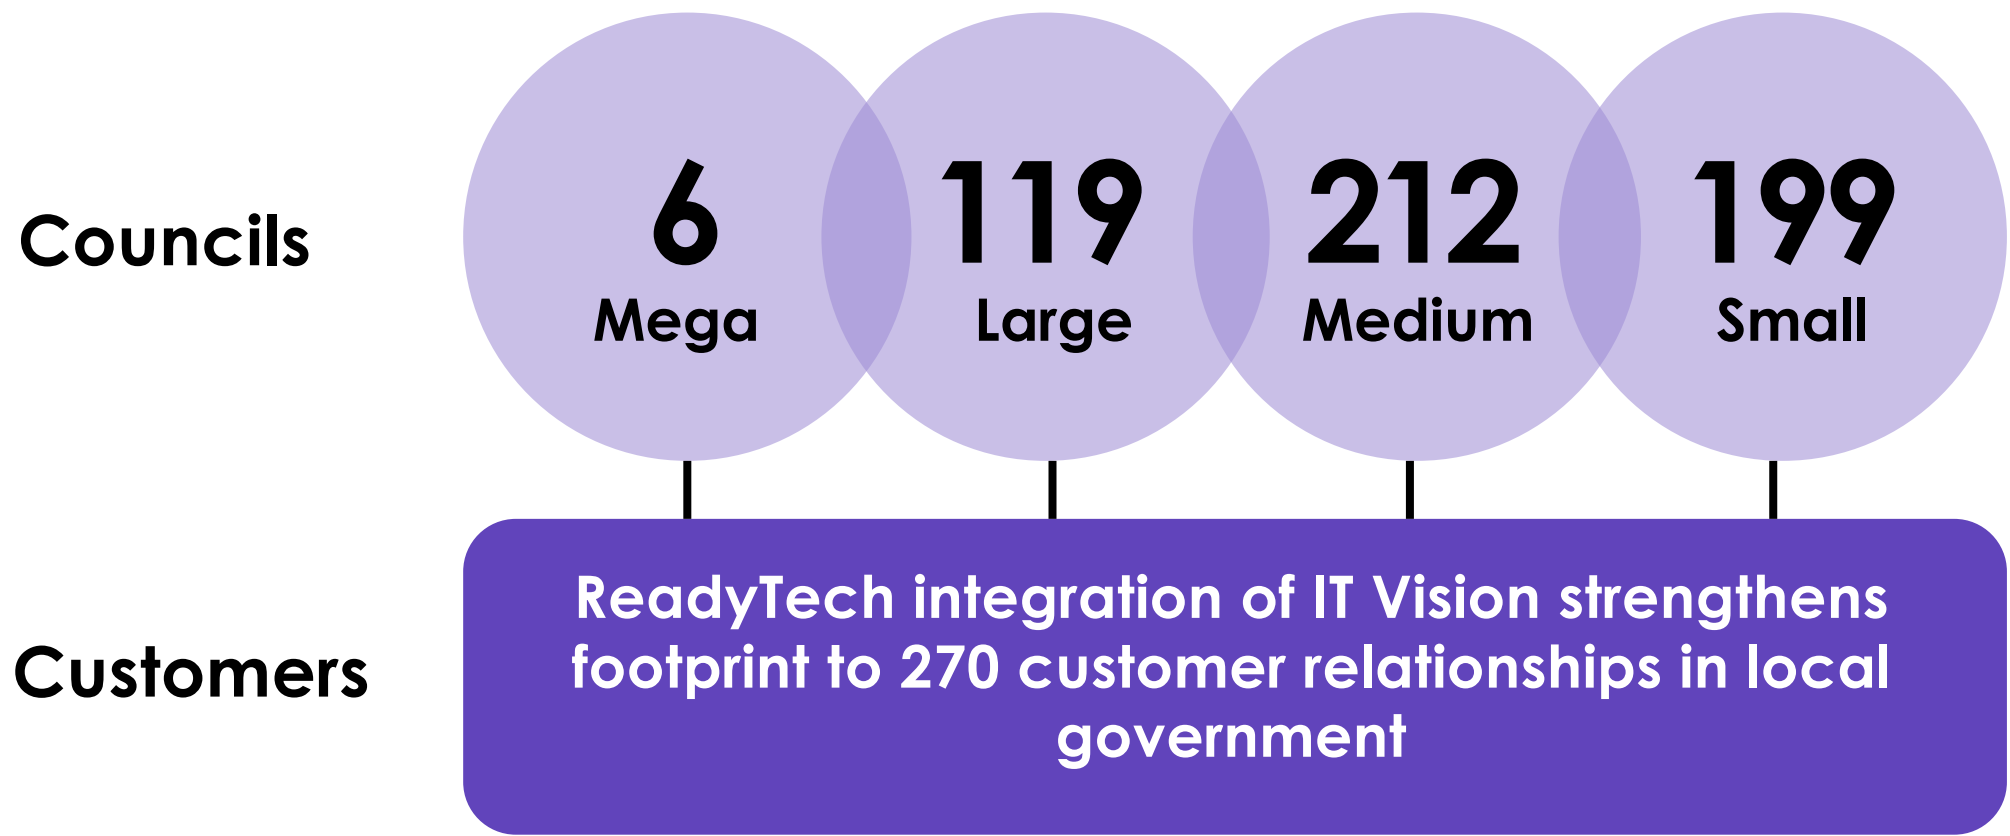 Councils
6
Mega
119
Large
212
Medium
199
Small
Customers
ReadyTech integration of IT Vision strengthens
footprint to 270 customer relationships in local
government